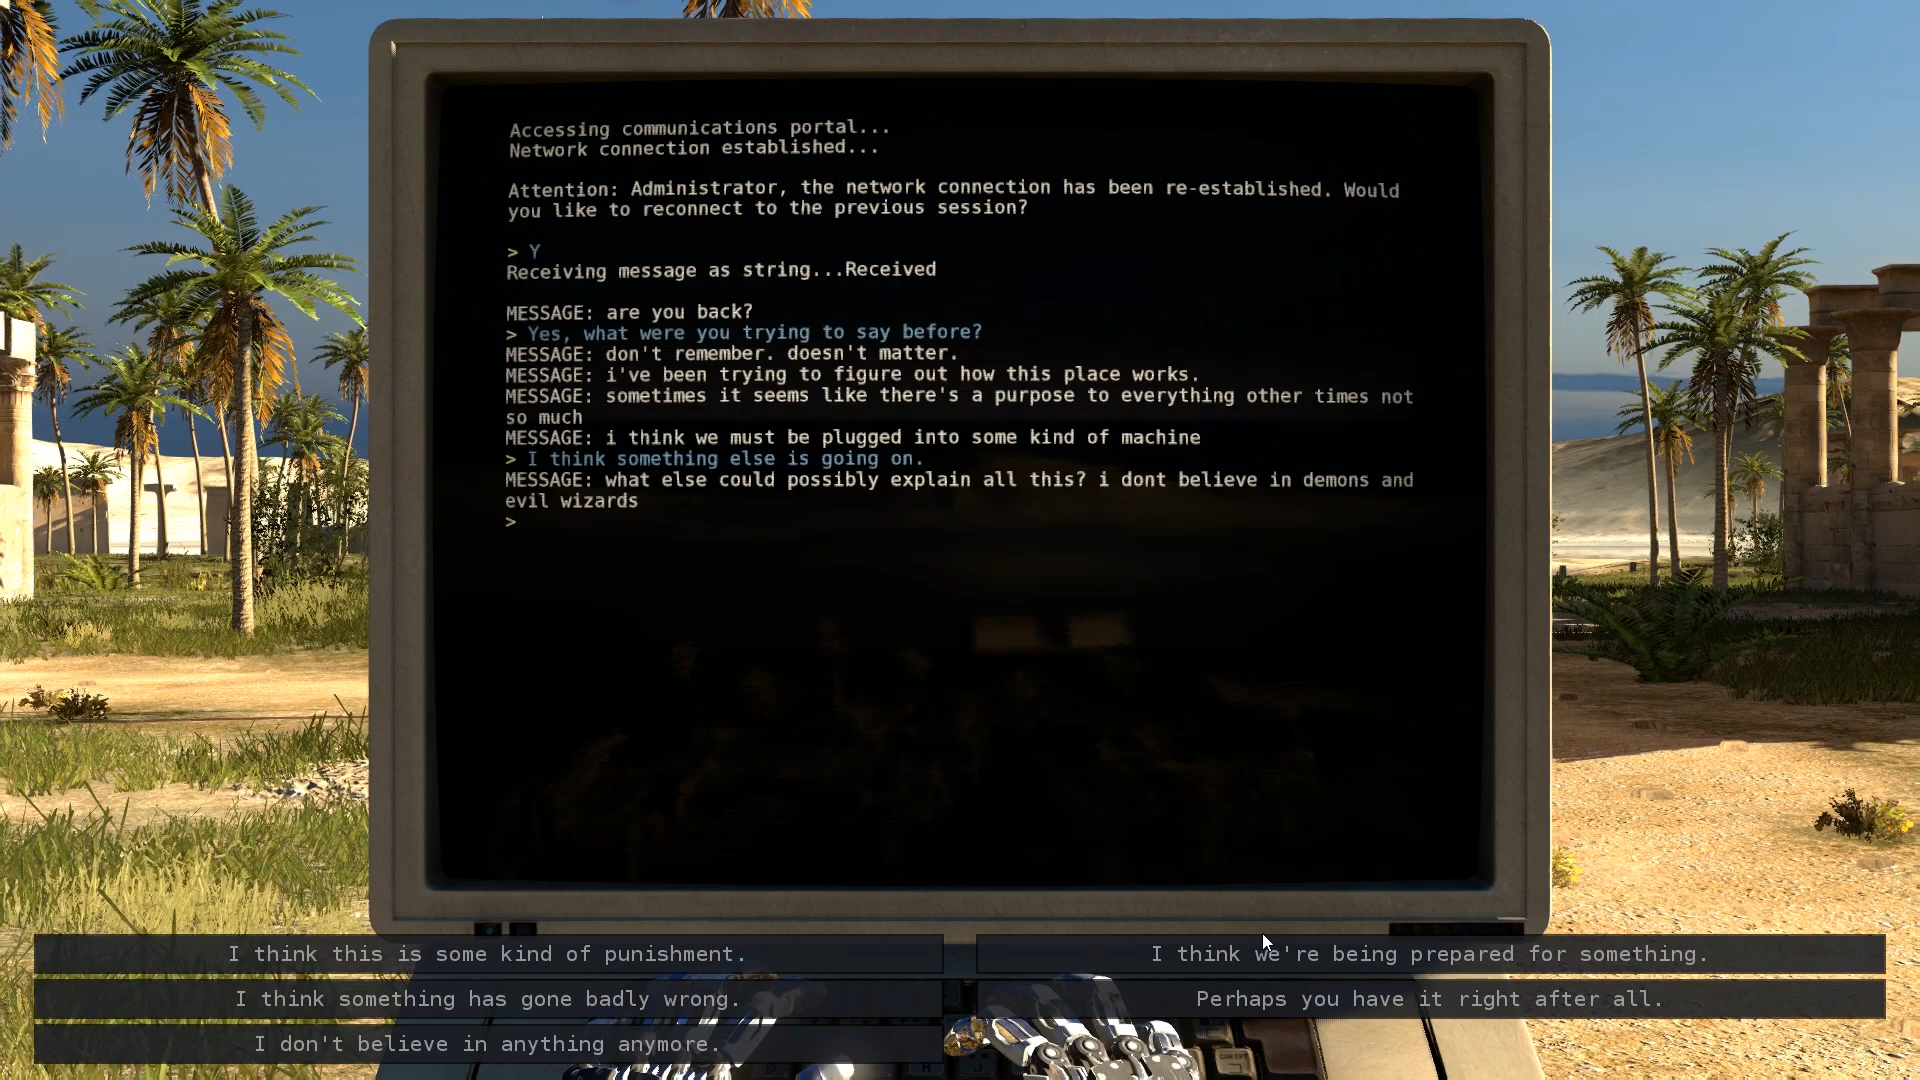 Accessing communications portal...
Network connection established...
Attention: Administrator, the network connection has been re-established. Would
you like to reconnect to the previous session?
> Y
Receiving message as string...Received
MESSAGE: are you back?
> Yes, what were you trying to say before?
MESSAGE: don't remember. doesn't matter.
MESSAGE: i've been trying to figure out how this place works.
MESSAGE: sometimes it seems like there's a purpose to everything other times not
so much
MESSAGE: i think we must be plugged into some kind of machine
> I think something else is going on.
MESSAGE: what else could possibly explain all this? i dont believe in demons and
evil wizards
>
I think this is some kind of punishment.
I think we're being prepared for something.
I think something has gone badly wrong.
Perhaps you have it right after all.
I don't believe in anything anymore.